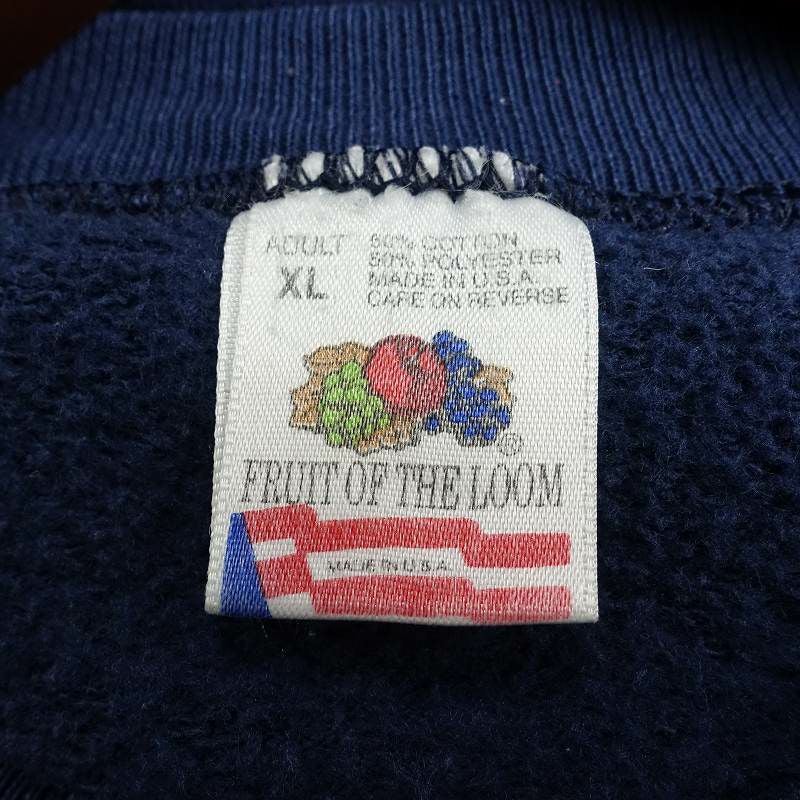 ADULT
XL
50% COTTON
50% POLYESTER
MADE IN U.S.A.
CARE ON REVERSE
®
FRUIT OF THE LOOM
MADE IN U.S.A.